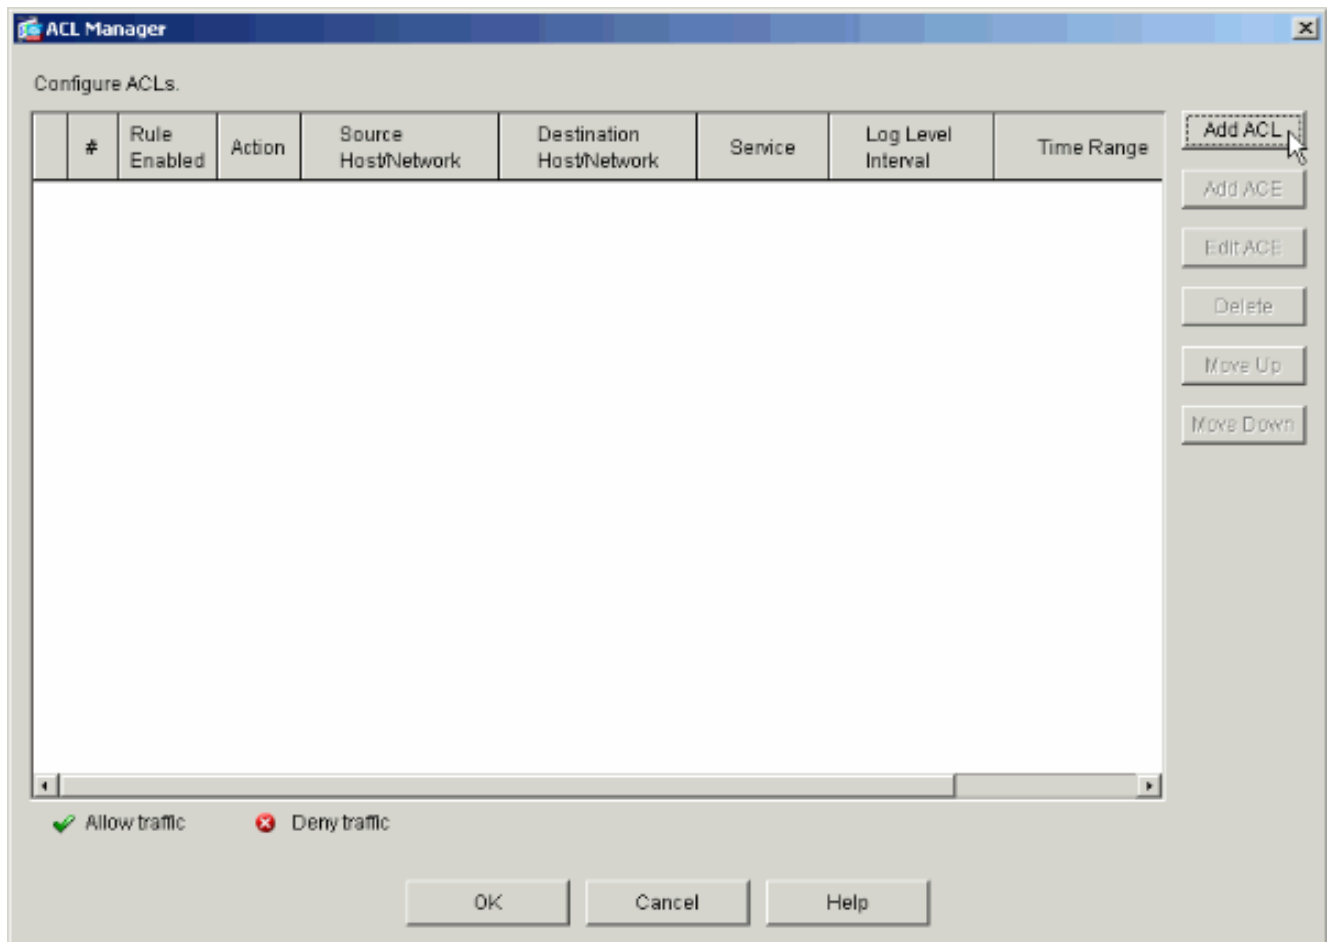 ACL Manager
Configure ACLs.
#
Rule
Enabled
Action
Source
Host/Network
Destination
Host/Network
Service
Log Level
Interval
Time Range
Add ACL
Add ACE
Edit ACE
Delete
Move Up
Move Down
Allow traffic
Deny traffic
OK
Cancel
Help